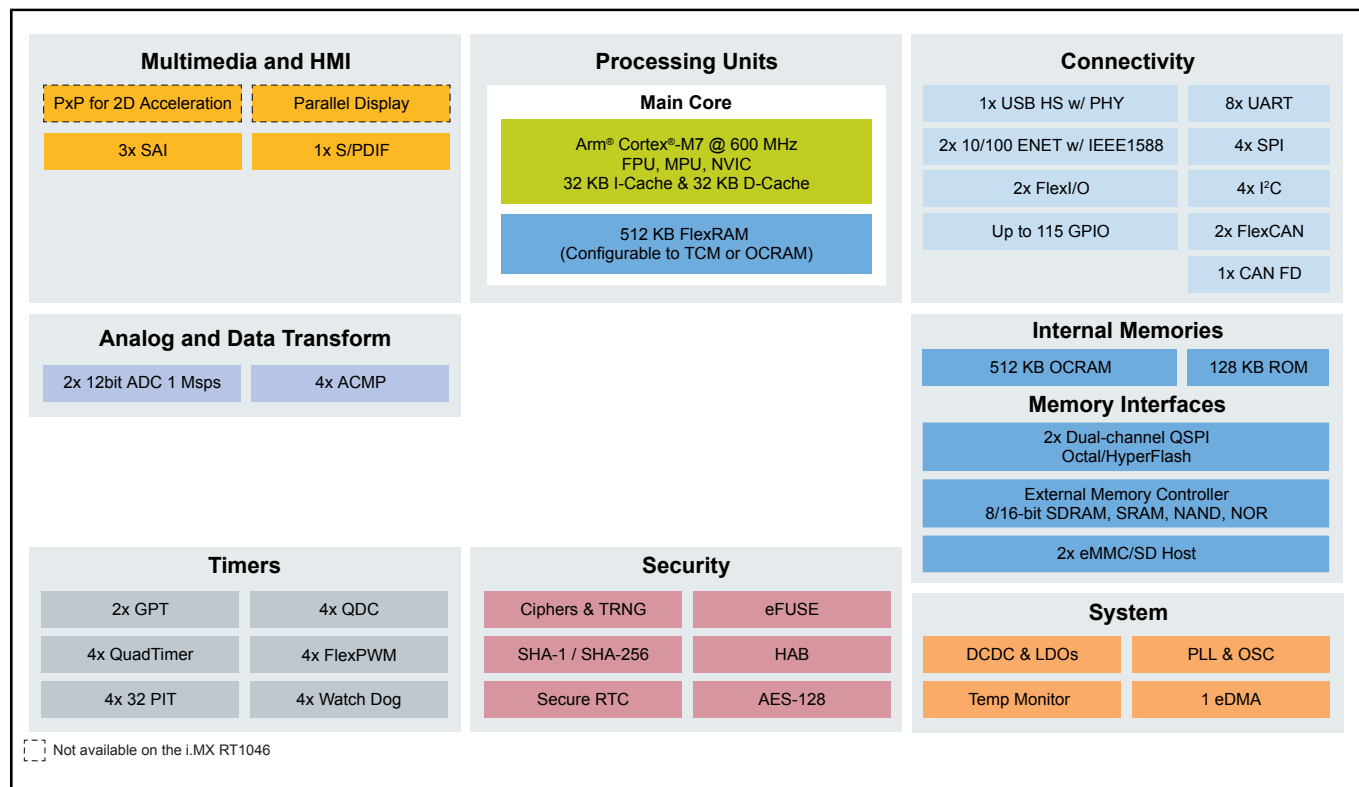 Multimedia and HMI
PxP for 2D Acceleration
Parallel Display
3x SAI
1x S/PDIF
Processing Units
Main Core
Arm® Cortex®-M7 @ 600 MHz
FPU, MPU, NVIC
32 KB I-Cache & 32 KB D-Cache
512 KB FlexRAM
(Configurable to TCM or OCRAM)
Connectivity
1x USB HS w/ PHY
8x UART
2x 10/100 ENET w/ IEEE1588
4x SPI
2x FlexI/O
4x I²C
Up to 115 GPIO
2x FlexCAN
1x CAN FD
Analog and Data Transform
2x 12bit ADC 1 Msps
4x ACMP
Internal Memories
512 KB OCRAM
128 KB ROM
Memory Interfaces
2x Dual-channel QSPI
Octal/HyperFlash
External Memory Controller
8/16-bit SDRAM, SRAM, NAND, NOR
2x eMMC/SD Host
Timers
2x GPT
4x QDC
4x QuadTimer
4x FlexPWM
4x 32 PIT
4x Watch Dog
Security
Ciphers & TRNG
eFUSE
SHA-1 / SHA-256
HAB
Secure RTC
AES-128
System
DCDC & LDOs
PLL & OSC
Temp Monitor
1 eDMA
Not available on the i.MX RT1046